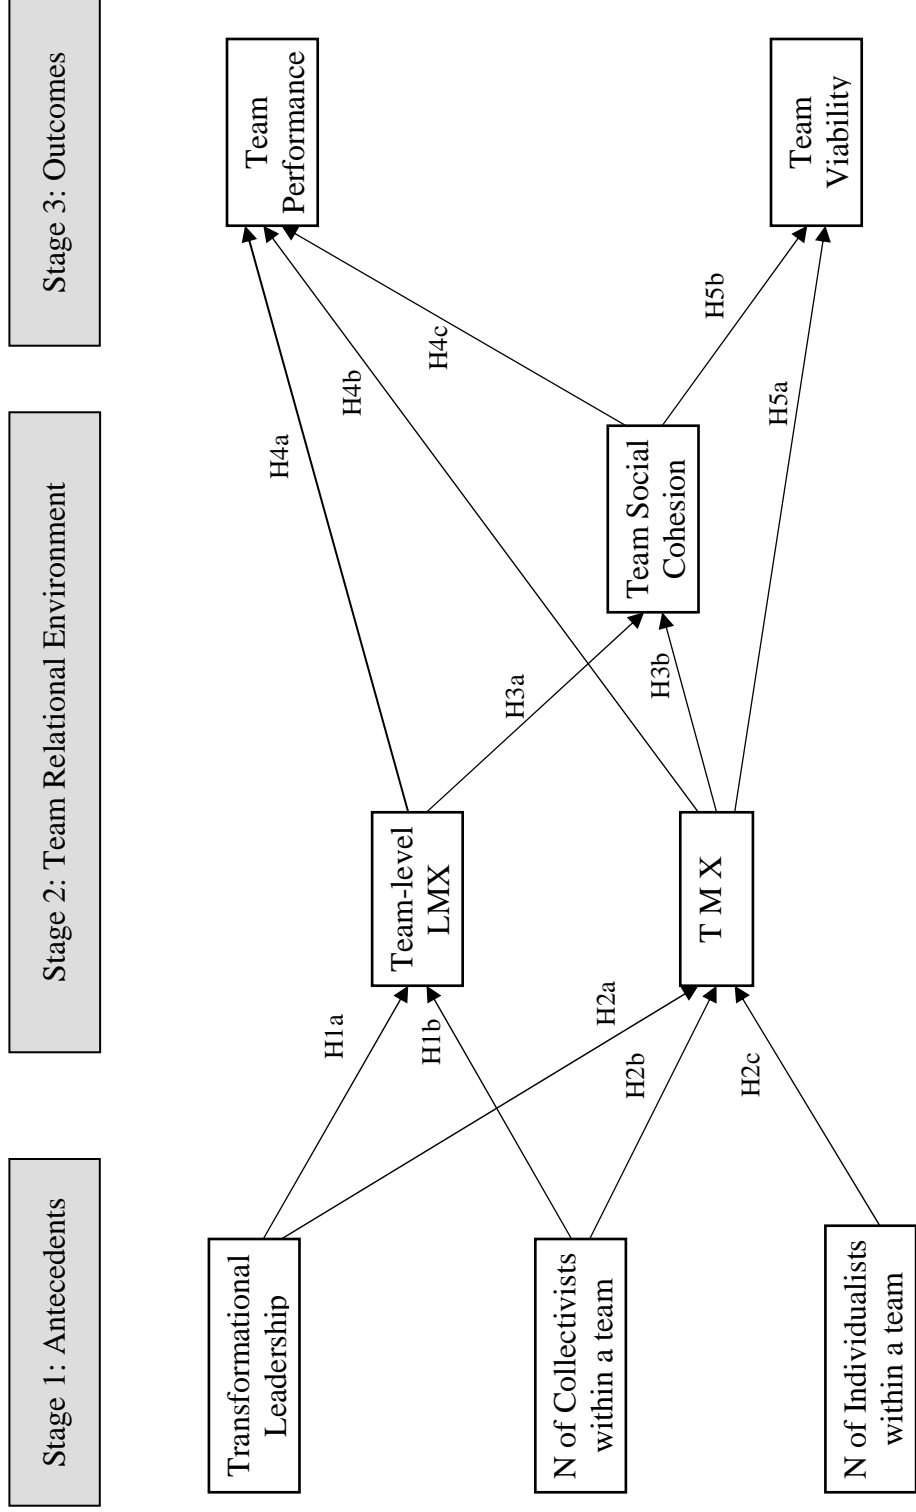 Stage 1: Antecedents
Stage 2: Team Relational Environment
Stage 3: Outcomes
Transformational
Leadership
N of Collectivists
within a team
N of Individualists
within a team
H1a
H1b
H2a
H2b
H2c
Team-level
LMX
T M X
H3a
H3b
Team Social
Cohesion
H4a
H4b
H4c
H5b
H5a
Team
Performance
Team
Viability